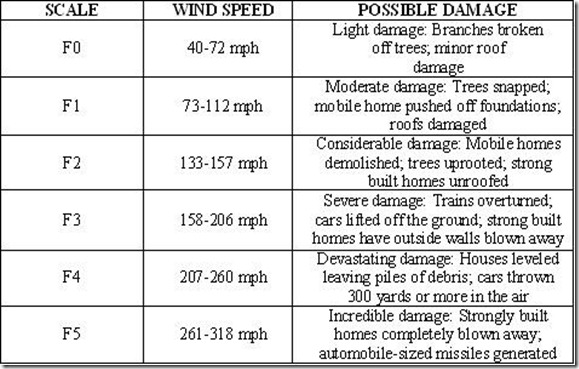 SCALE WIND SPEED POSSIBLE DAMAGE
F0 40-72 mph Light damage: Branches broken
off trees; minor roof
damage
F1 73-112 mph Moderate damage: Trees snapped;
mobile home pushed off foundations;
roofs damaged
F2 133-157 mph Considerable damage: Mobile homes
demolished; trees uprooted; strong
built homes unroofed
F3 158-206 mph Severe damage: Trains overturned;
cars lifted off the ground; strong built
homes have outside walls blown away
F4 207-260 mph Devastating damage: Houses leveled
leaving piles of debris; cars thrown
300 yards or more in the air
F5 261-318 mph Incredible damage: Strongly built
homes completely blown away;
automobile-sized missiles generated